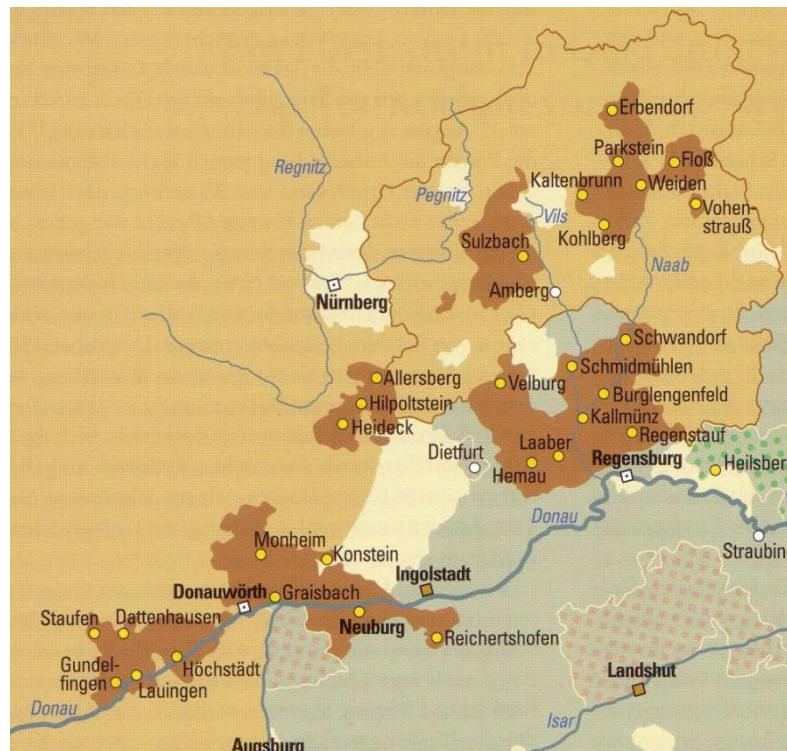 Erbendorf
Parkstein
Floß
Regnitz
Pegnitz
Kaltenbrunn
Weiden
Vils
Vohen-
strauß
Kohlberg
Sulzbach
Naab
Amberg
Nürnberg
Schwandorf
Schmidmühlen
Allersberg
Velburg
Burglengenfeld
Hilpoltstein
Kallmünz
Heideck
Regenstauf
Laaber
Dietfurt
Regensburg
Heilsber
Hemau
Donau
Straubin
Monheim
Konstein
Ingolstadt
Donauwörth
Graisbach
Staufen
Dattenhausen
Neuburg
Reichertshofen
Gundel-
fingen
Höchstädt
Lauingen
Landshut
Donau
Isar
Augsburg